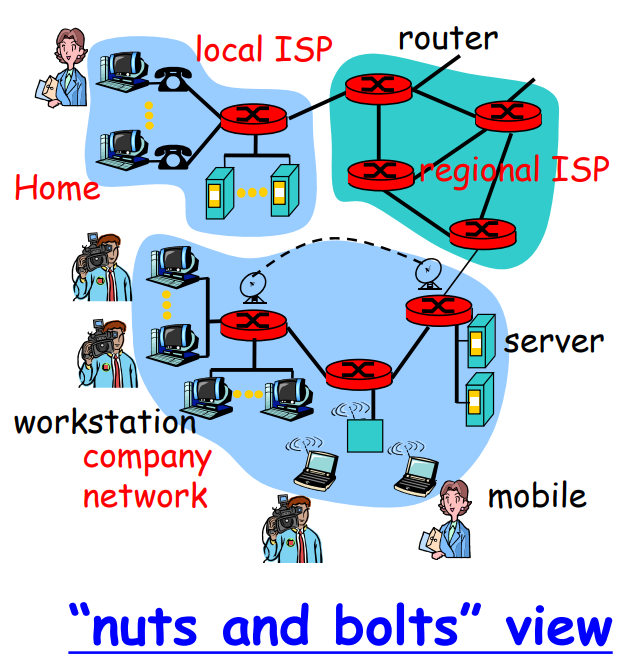 local ISP
router
Home
regional ISP
server
workstation
company
network
mobile
“nuts and bolts” view